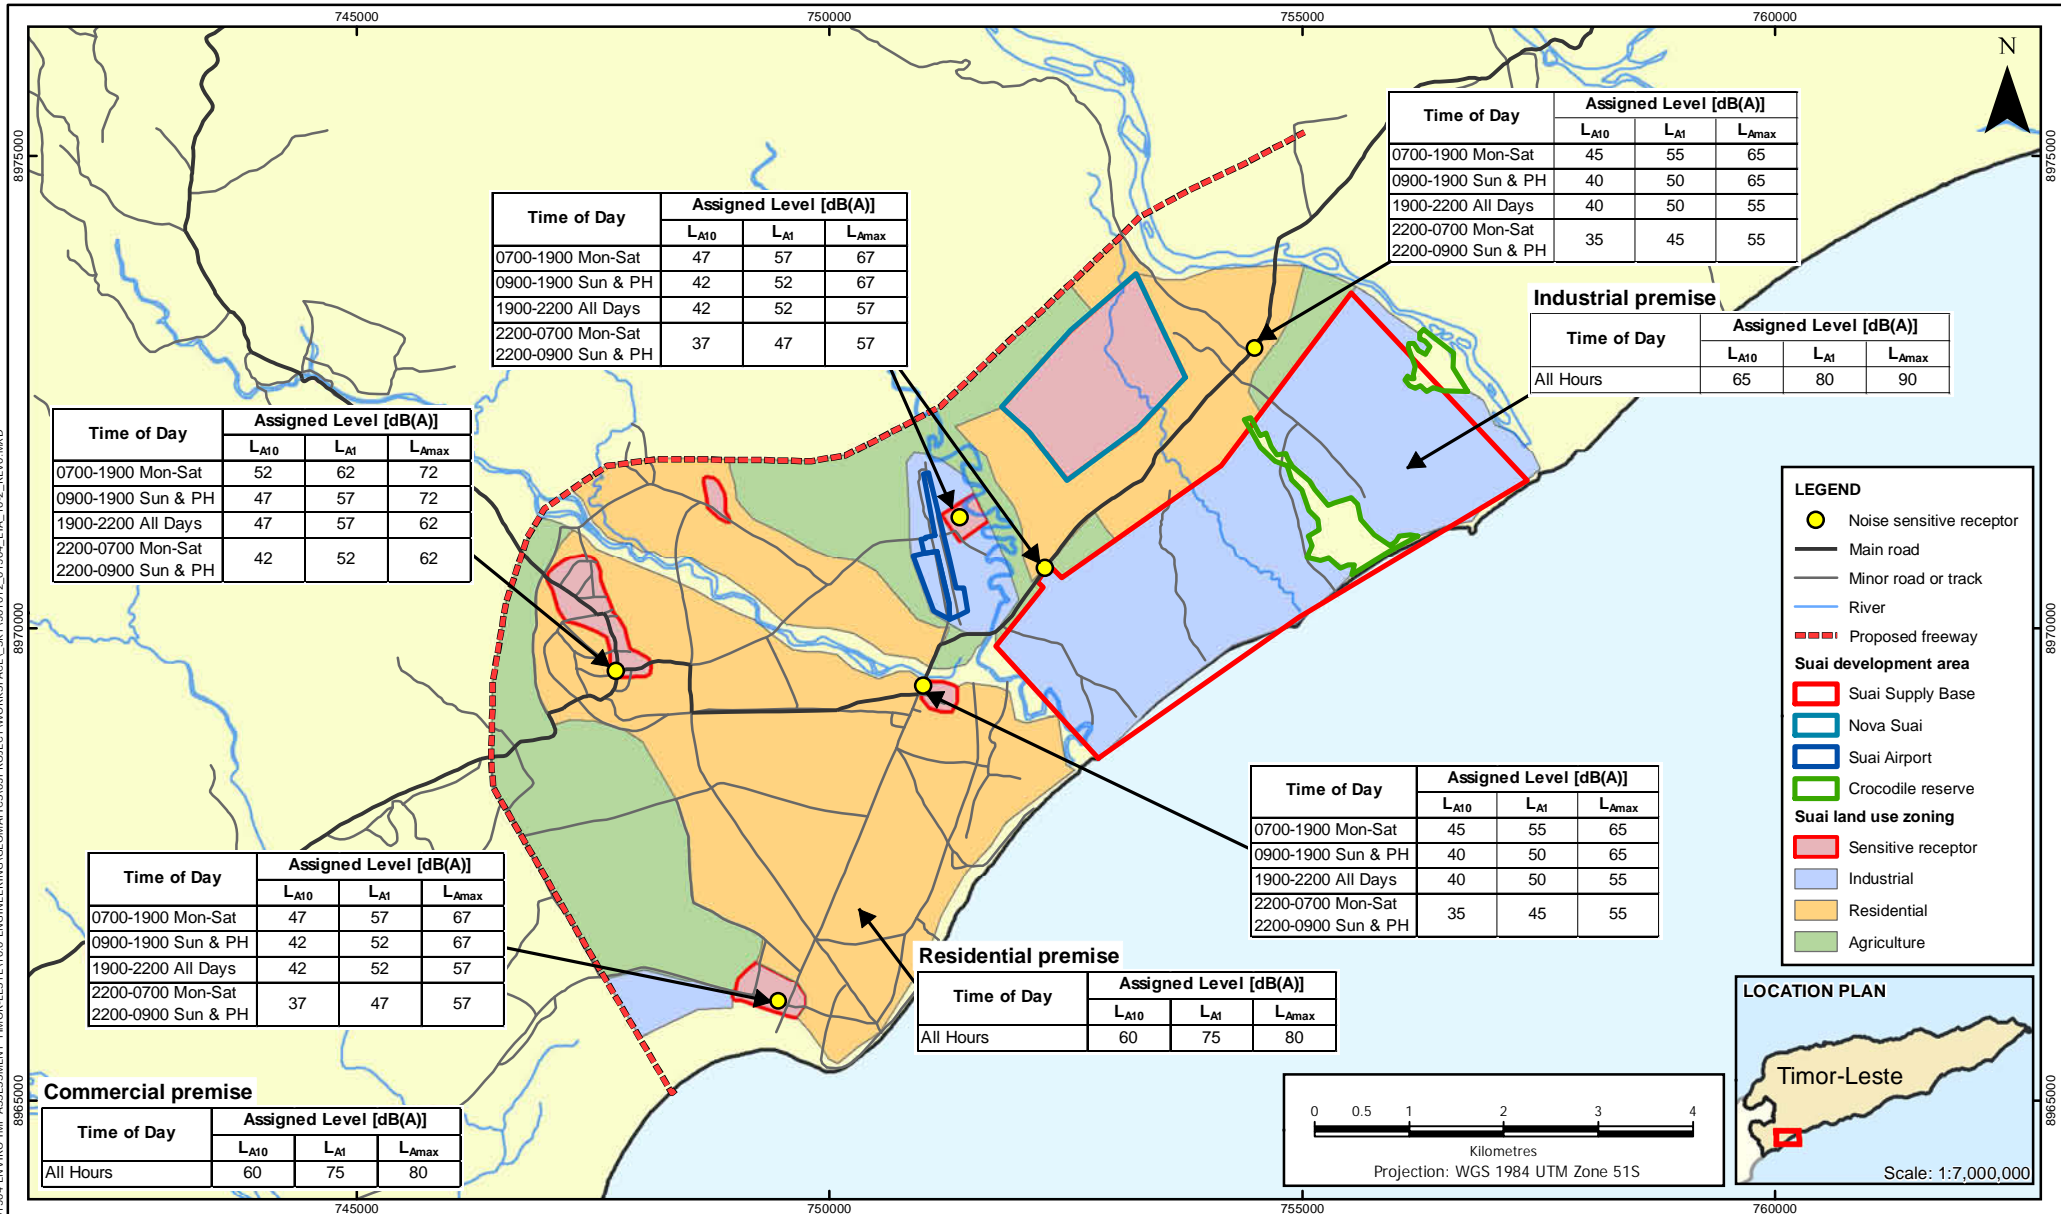 745000 750000 755000 760000
N
8975000
8975000
Time of Day Assigned Level [dB(A)]
LA10 LA1 LAmax
0700-1900 Mon-Sat 45 55 65
0900-1900 Sun & PH 40 50 65
1900-2200 All Days 40 50 55
2200-0700 Mon-Sat
2200-0900 Sun & PH 35 45 55
Time of Day Assigned Level [dB(A)]
LA10 LA1 LAmax
0700-1900 Mon-Sat 47 57 67
0900-1900 Sun & PH 42 52 67
1900-2200 All Days 42 52 57
2200-0700 Mon-Sat
2200-0900 Sun & PH 37 47 57
Industrial premise
Time of Day Assigned Level [dB(A)]
LA10 LA1 LAmax
All Hours 65 80 90
Time of Day Assigned Level [dB(A)]
LA10 LA1 LAmax
0700-1900 Mon-Sat 52 62 72
0900-1900 Sun & PH 47 57 72
1900-2200 All Days 47 57 62
2200-0700 Mon-Sat
2200-0900 Sun & PH 42 52 62
LEGEND
Noise sensitive receptor
Main road
Minor road or track
River
Proposed freeway
Suai development area
Suai Supply Base
Nova Suai
Suai Airport
Crocodile reserve
Suai land use zoning
Sensitive receptor
Industrial
Residential
Agriculture
8970000
8970000
Time of Day Assigned Level [dB(A)]
LA10 LA1 LAmax
0700-1900 Mon-Sat 45 55 65
0900-1900 Sun & PH 40 50 65
1900-2200 All Days 40 50 55
2200-0700 Mon-Sat
2200-0900 Sun & PH 35 45 55
Time of Day Assigned Level [dB(A)]
LA10 LA1 LAmax
0700-1900 Mon-Sat 47 57 67
0900-1900 Sun & PH 42 52 67
1900-2200 All Days 42 52 57
2200-0700 Mon-Sat
2200-0900 Sun & PH 37 47 57
Residential premise
Time of Day Assigned Level [dB(A)]
LA10 LA1 LAmax
All Hours 60 75 80
Commercial premise
Time of Day Assigned Level [dB(A)]
LA10 LA1 LAmax
All Hours 60 75 80
0 0.5 1 2 3 4
Kilometres
Projection: WGS 1984 UTM Zone 51S
LOCATION PLAN
Timor-Leste
Scale: 1:7,000,000
8965000
8965000
745000 750000 755000 760000